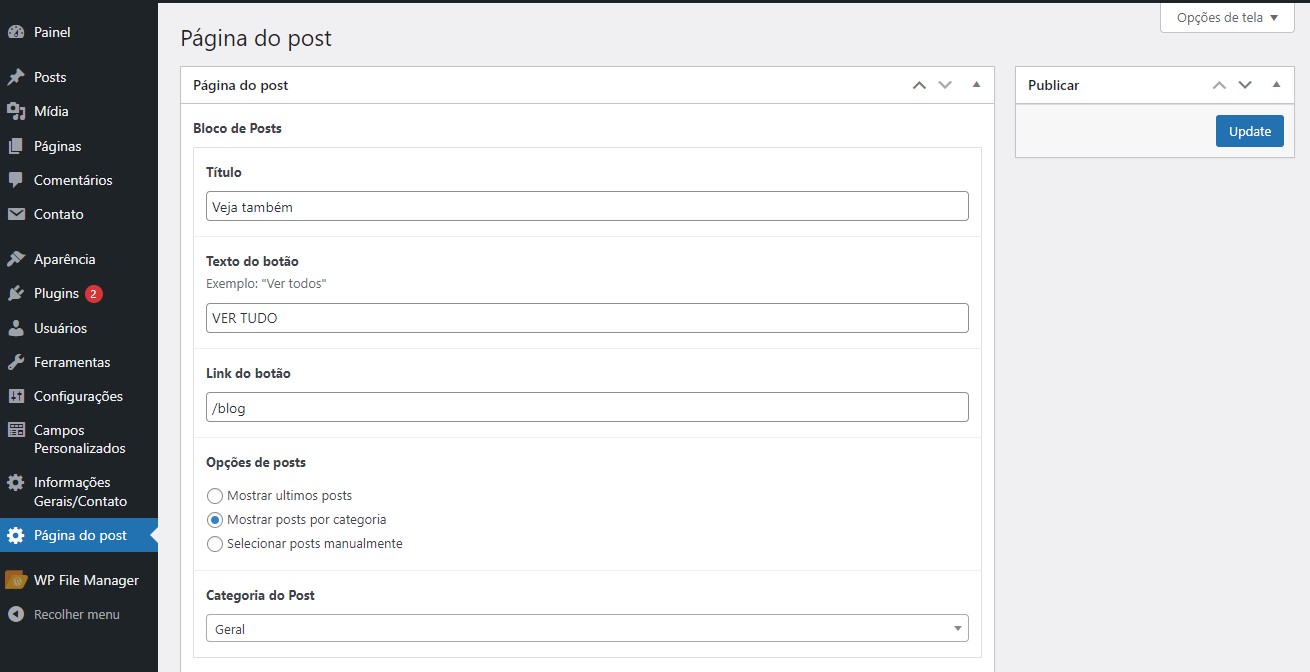 Opções de tela
Painel
Posts
Mídia
Páginas
Comentários
Contato
Aparência
Plugins 2
Usuários
Ferramentas
Configurações
Campos
Personalizados
Informações
Gerais/Contato
Página do post
WP File Manager
Recolher menu
Página do post
Página do post
Bloco de Posts
Título
Veja também
Texto do botão
Exemplo: "Ver todos"
VER TUDO
Link do botão
/blog
Opções de posts
Mostrar ultimos posts
Mostrar posts por categoria
Selecionar posts manualmente
Categoria do Post
Geral
Publicar
Update